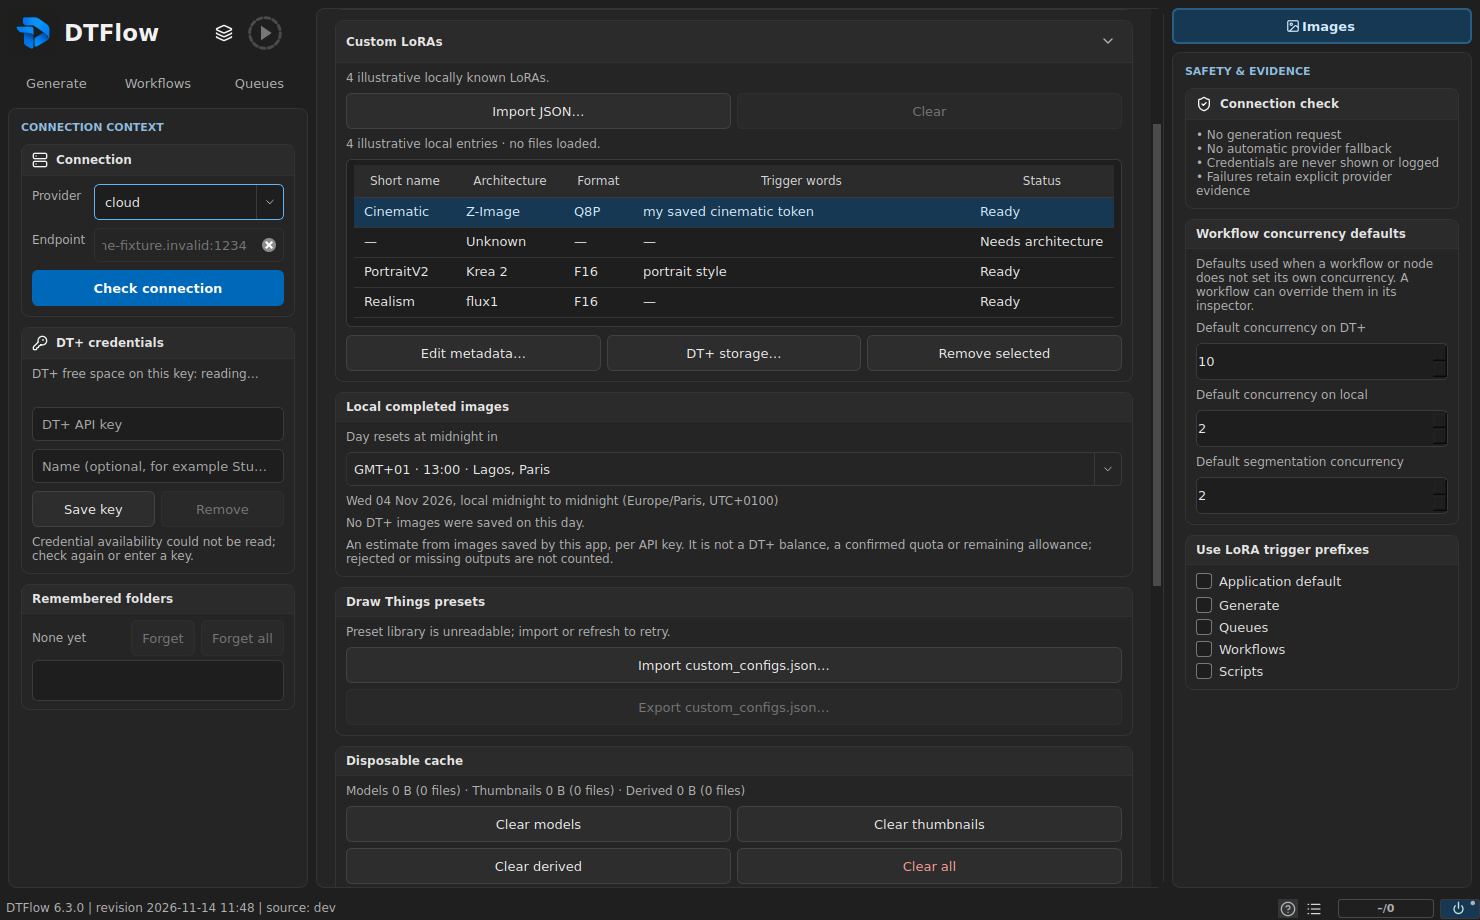 DTFlow
Generate Workflows Queues
CONNECTION CONTEXT
Connection
Provider cloud
Endpoint ne-fixture.invalid:1234
Check connection
DT+ credentials
DT+ free space on this key: reading...
DT+ API key
Name (optional, for example Stu...
Save key Remove
Credential availability could not be read;
check again or enter a key.
Remembered folders
None yet Forget Forget all
Custom LoRAs
4 illustrative locally known LoRAs.
Import JSON... Clear
4 illustrative local entries · no files loaded.
Short name Architecture Format Trigger words Status
Cinematic Z-Image Q8P my saved cinematic token Ready
— Unknown — — Needs architecture
PortraitV2 Krea 2 F16 portrait style Ready
Realism flux1 F16 — Ready
Edit metadata... DT+ storage... Remove selected
Local completed images
Day resets at midnight in
GMT+01 · 13:00 · Lagos, Paris
Wed 04 Nov 2026, local midnight to midnight (Europe/Paris, UTC+0100)
No DT+ images were saved on this day.
An estimate from images saved by this app, per API key. It is not a DT+ balance, a confirmed quota or remaining allowance;
rejected or missing outputs are not counted.
Draw Things presets
Preset library is unreadable; import or refresh to retry.
Import custom_configs.json...
Export custom_configs.json...
Disposable cache
Models 0 B (0 files) · Thumbnails 0 B (0 files) · Derived 0 B (0 files)
Clear models Clear thumbnails
Clear derived Clear all
Images
SAFETY & EVIDENCE
Connection check
• No generation request
• No automatic provider fallback
• Credentials are never shown or logged
• Failures retain explicit provider
evidence
Workflow concurrency defaults
Defaults used when a workflow or node
does not set its own concurrency. A
workflow can override them in its
inspector.
Default concurrency on DT+
10
Default concurrency on local
2
Default segmentation concurrency
2
Use LoRA trigger prefixes
Application default
Generate
Queues
Workflows
Scripts
DTFlow 6.3.0 | revision 2026-11-14 11:48 | source: dev
–/0